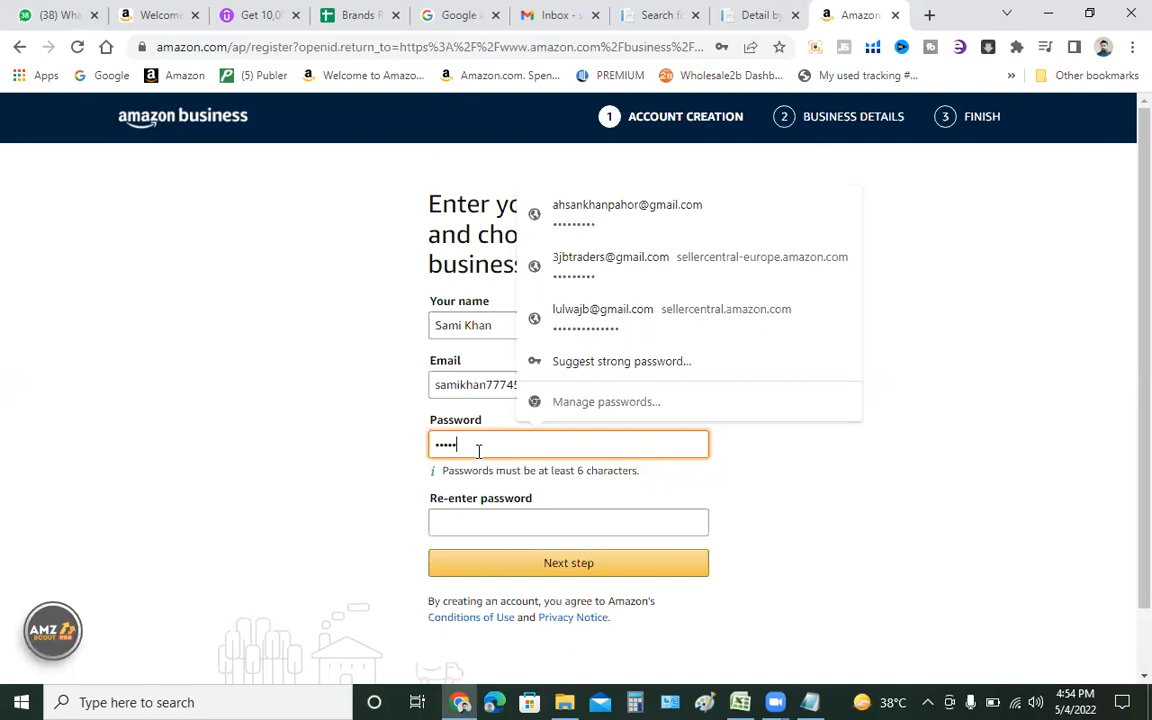 (38) Wha
Welcome
Get 10,00
Brands P
Google A
Inbox - s
Search fo
Detail by
Amazon
amazon.com/ap/register?openid.return_to=https%3A%2F%2Fwww.amazon.com%2Fbusiness%2F...
Apps
Google
Amazon
(5) Publer
Welcome to Amazo...
Amazon.com. Spen...
PREMIUM
Wholesale2b Dashb...
My used tracking #...
»
Other bookmarks
amazon business
1 ACCOUNT CREATION
2 BUSINESS DETAILS
3 FINISH
Enter yo
and cho
business
ahsankhanpahor@gmail.com
•••••••••
3jbtraders@gmail.com sellercentral-europe.amazon.com
•••••••••
lulwajb@gmail.com sellercentral.amazon.com
••••••••••••••
Suggest strong password...
Manage passwords...
Your name
Sami Khan
Email
samikhan77745
Password
•••••
i Passwords must be at least 6 characters.
Re-enter password
Next step
By creating an account, you agree to Amazon's
Conditions of Use and Privacy Notice.
AMZ
SCOUT PRO
Type here to search
38°C
4:54 PM
5/4/2022